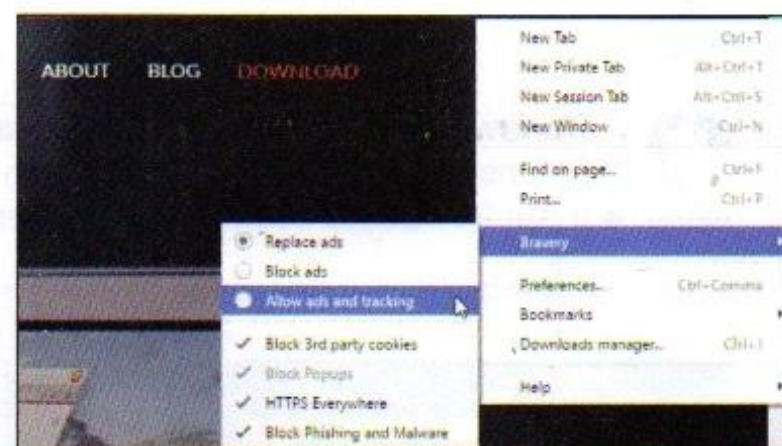 ABOUT BLOG DOWNLOAD
New Tab Ctrl+T
New Private Tab Alt+Ctrl+T
New Session Tab Alt+Ctrl+S
New Window Ctrl+N
Find on page... Ctrl+F
Print... Ctrl+P
Bravery
Preferences... Ctrl+Comma
Bookmarks
Downloads manager... Ctrl+J
Help
Replace ads
Block ads
Allow ads and tracking
Block 3rd party cookies
Block Popups
HTTPS Everywhere
Block Phishing and Malware